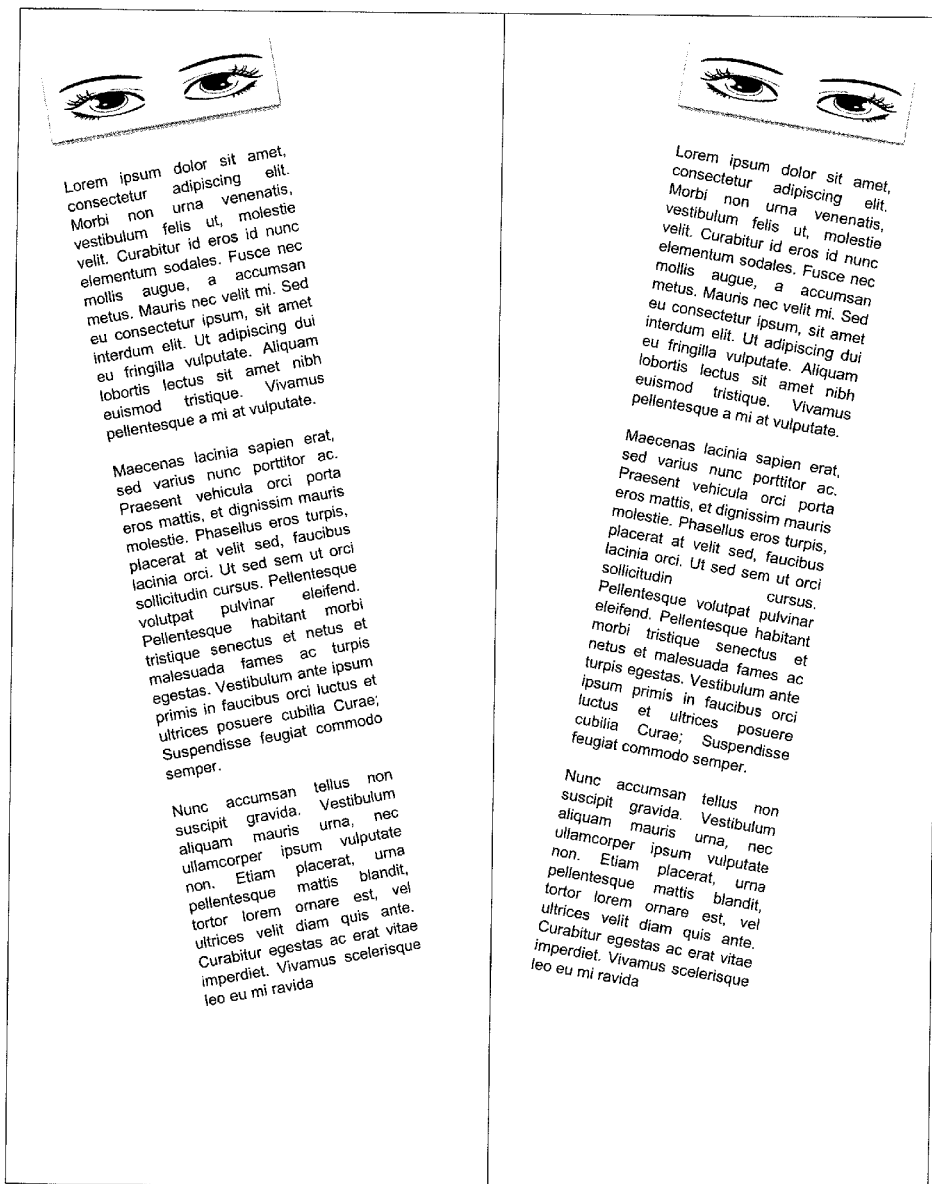 Lorem ipsum dolor sit amet,
consectetur adipiscing elit.
Morbi non urna venenatis,
vestibulum felis ut, molestie
velit. Curabitur id eros id nunc
elementum sodales. Fusce nec
mollis augue, a accumsan
metus. Mauris nec velit mi. Sed
eu consectetur ipsum, sit amet
interdum elit. Ut adipiscing dui
eu fringilla vulputate. Aliquam
lobortis lectus sit amet nibh
euismod tristique. Vivamus
pellentesque a mi at vulputate.

Maecenas lacinia sapien erat,
sed varius nunc porttitor ac.
Praesent vehicula orci porta
eros mattis, et dignissim mauris
molestie. Phasellus eros turpis,
placerat at velit sed, faucibus
lacinia orci. Ut sed sem ut orci
sollicitudin cursus. Pellentesque
volutpat pulvinar eleifend.
Pellentesque habitant morbi
tristique senectus et netus et
malesuada fames ac turpis
egestas. Vestibulum ante ipsum
primis in faucibus orci luctus et
ultrices posuere cubilia Curae;
Suspendisse feugiat commodo
semper.

Nunc accumsan tellus non
suscipit gravida. Vestibulum
aliquam mauris urna, nec
ullamcorper ipsum vulputate
non. Etiam placerat, urna
pellentesque mattis blandit,
tortor lorem ornare est, vel
ultrices velit diam quis ante.
Curabitur egestas ac erat vitae
imperdiet. Vivamus scelerisque
leo eu mi ravida

Lorem ipsum dolor sit amet,
consectetur adipiscing elit.
Morbi non urna venenatis,
vestibulum felis ut, molestie
velit. Curabitur id eros id nunc
elementum sodales. Fusce nec
mollis augue, a accumsan
metus. Mauris nec velit mi. Sed
eu consectetur ipsum, sit amet
interdum elit. Ut adipiscing dui
eu fringilla vulputate. Aliquam
lobortis lectus sit amet nibh
euismod tristique. Vivamus
pellentesque a mi at vulputate.

Maecenas lacinia sapien erat,
sed varius nunc porttitor ac.
Praesent vehicula orci porta
eros mattis, et dignissim mauris
molestie. Phasellus eros turpis,
placerat at velit sed, faucibus
lacinia orci. Ut sed sem ut orci
sollicitudin cursus.
Pellentesque volutpat pulvinar
eleifend. Pellentesque habitant
morbi tristique senectus et
netus et malesuada fames ac
turpis egestas. Vestibulum ante
ipsum primis in faucibus orci
luctus et ultrices posuere
cubilia Curae; Suspendisse
feugiat commodo semper.

Nunc accumsan tellus non
suscipit gravida. Vestibulum
aliquam mauris urna, nec
ullamcorper ipsum vulputate
non. Etiam placerat, urna
pellentesque mattis blandit,
tortor lorem ornare est, vel
ultrices velit diam quis ante.
Curabitur egestas ac erat vitae
imperdiet. Vivamus scelerisque
leo eu mi ravida